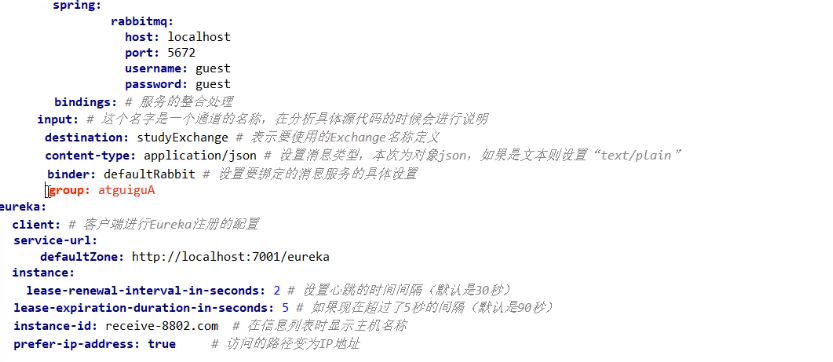 spring:
rabbitmq:
host: localhost
port: 5672
username: guest
password: guest
bindings: # 服务的整合处理
input: # 这个名字是一个通道的名称，在分析具体源代码的时候会进行说明
destination: studyExchange # 表示要使用的Exchange名称定义
content-type: application/json # 设置消息类型，本次为对象json，如果是文本则设置“text/plain”
binder: defaultRabbit # 设置要绑定的消息服务的具体设置
group: atguiguA
eureka:
client: # 客户端进行Eureka注册的配置
service-url:
defaultZone: http://localhost:7001/eureka
instance:
lease-renewal-interval-in-seconds: 2 # 设置心跳的时间间隔（默认是30秒）
lease-expiration-duration-in-seconds: 5 # 如果现在超过了5秒的间隔（默认是90秒）
instance-id: receive-8802.com # 在信息列表时显示主机名称
prefer-ip-address: true # 访问的路径变为IP地址